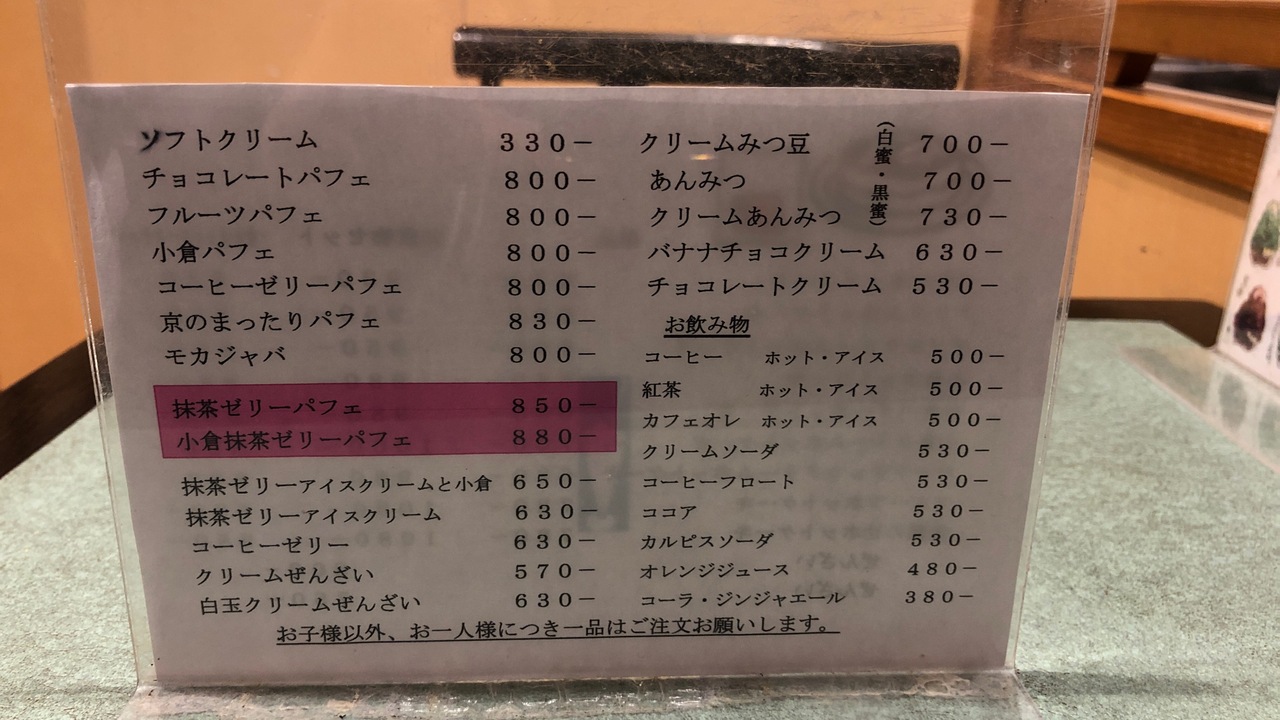 ソフトクリーム 330−
チョコレートパフェ 800−
フルーツパフェ 800−
小倉パフェ 800−
コーヒーゼリーパフェ 800−
京のまったりパフェ 830−
モカジャバ 800−
抹茶ゼリーパフェ 850−
小倉抹茶ゼリーパフェ 880−
抹茶ゼリーアイスクリームと小倉 650−
抹茶ゼリーアイスクリーム 630−
コーヒーゼリー 630−
クリームぜんざい 570−
白玉クリームぜんざい 630−
クリームみつ豆 700−
あんみつ 700−
クリームあんみつ 730−
(白蜜・黒蜜)
バナナチョコクリーム 630−
チョコレートクリーム 530−
お飲み物
コーヒー ホット・アイス 500−
紅茶 ホット・アイス 500−
カフェオレ ホット・アイス 500−
クリームソーダ 530−
コーヒーフロート 530−
ココア 530−
カルピスソーダ 530−
オレンジジュース 480−
コーラ・ジンジャエール 380−
お子様以外、お一人様につき一品はご注文お願いします。